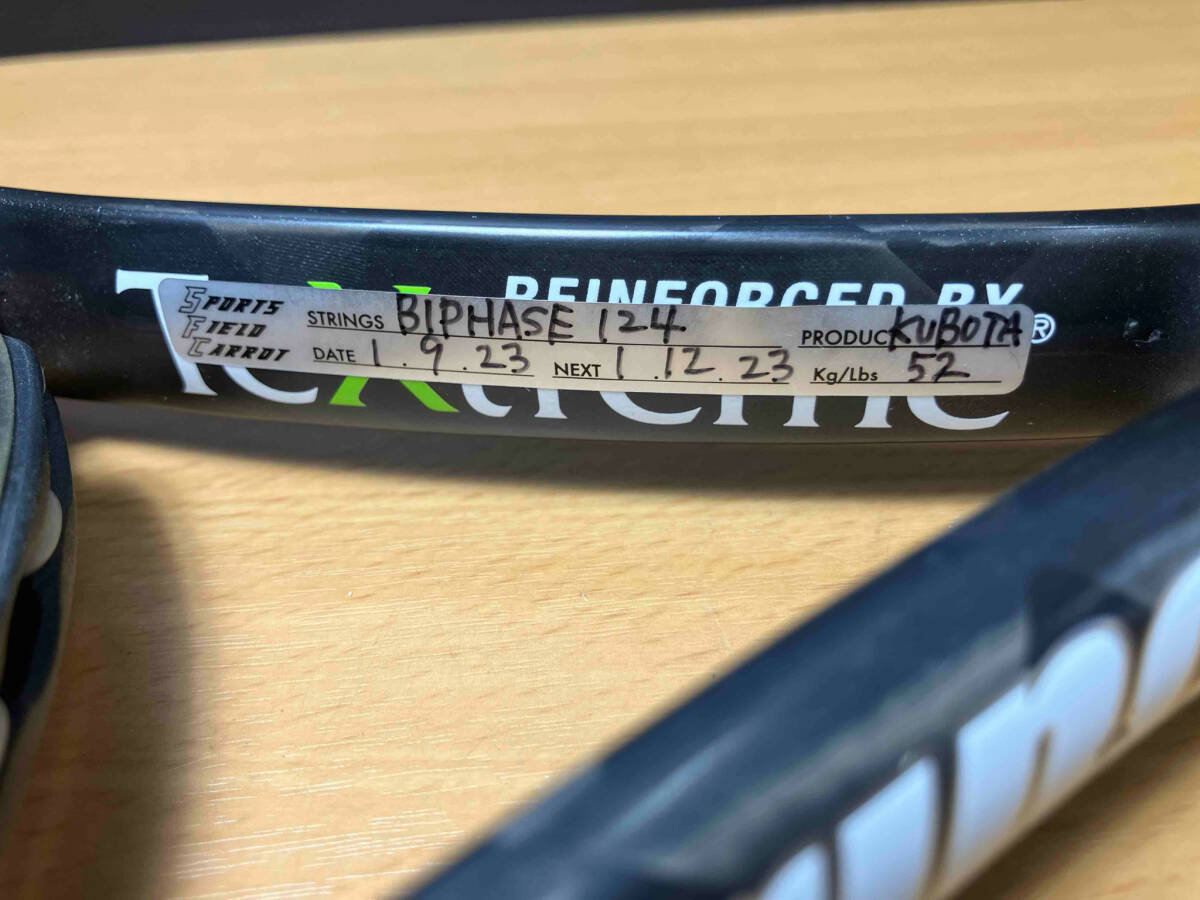 REINFORCED BY
TeXtreme®
SPORTS
FIELD
CARROT
STRINGS BIPHASE 124 PRODUC KUBOTA
DATE 1.9.23 NEXT 1.12.23 Kg/Lbs 52